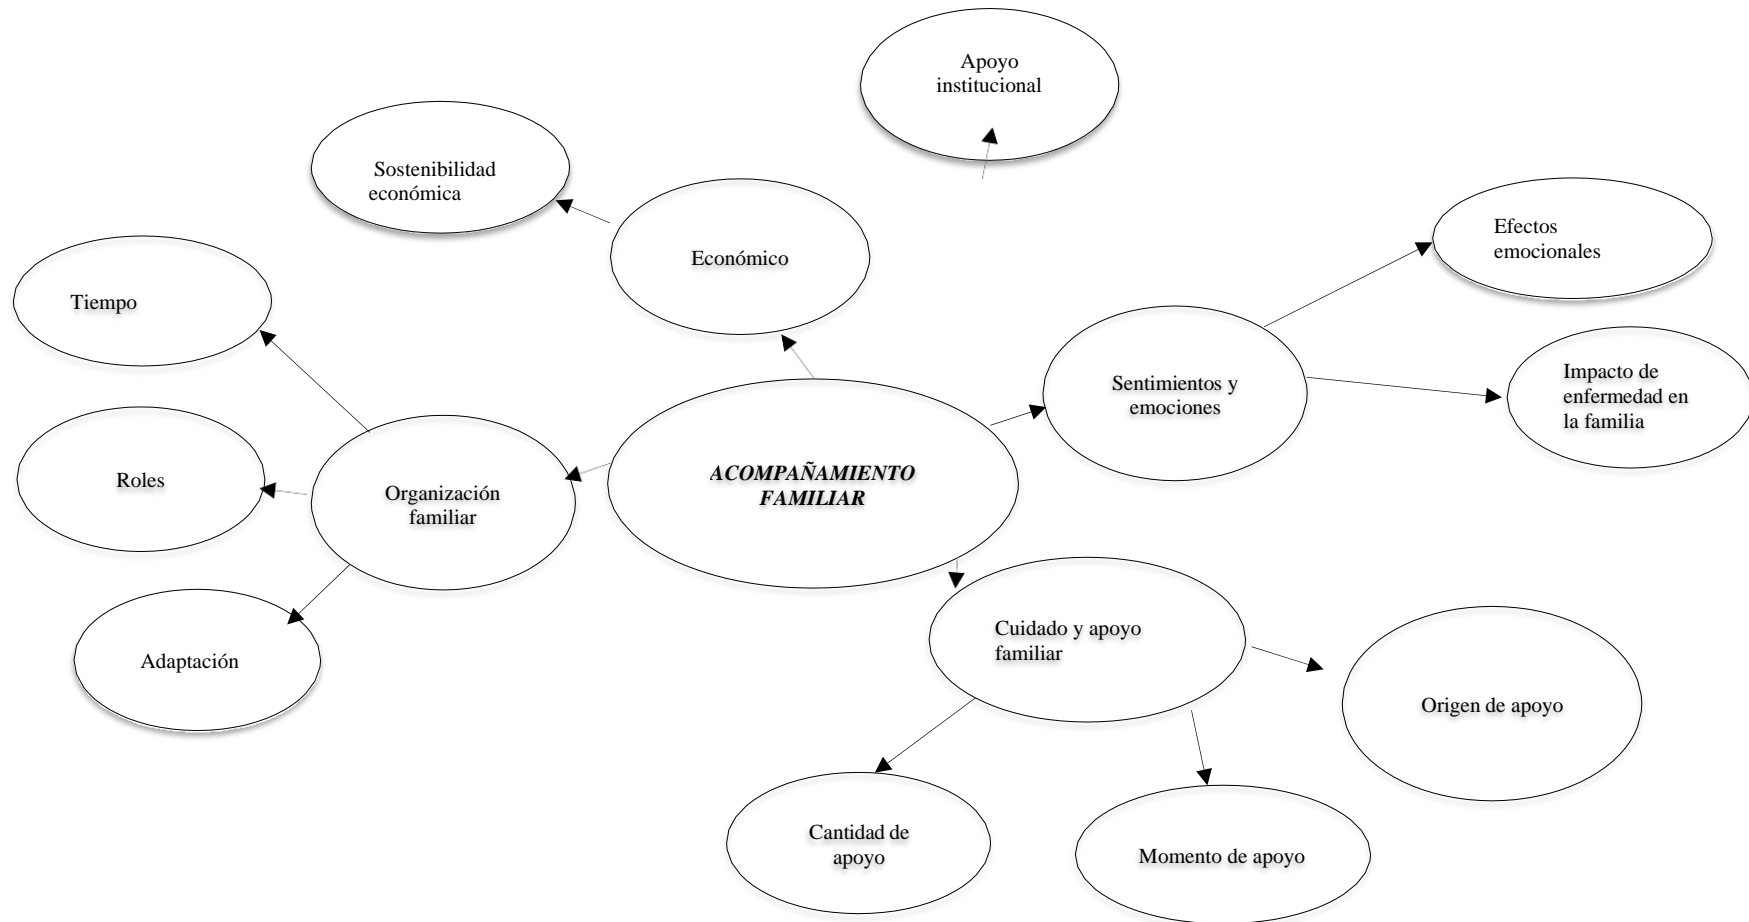 Apoyo
institucional
Sostenibilidad
económica
Económico
Efectos
emocionales
Tiempo
Sentimientos y
emociones
Impacto de
enfermedad en
la familia
Roles
Organización
familiar
ACOMPAÑAMIENTO
FAMILIAR
Adaptación
Cuidado y apoyo
familiar
Origen de apoyo
Cantidad de
apoyo
Momento de apoyo